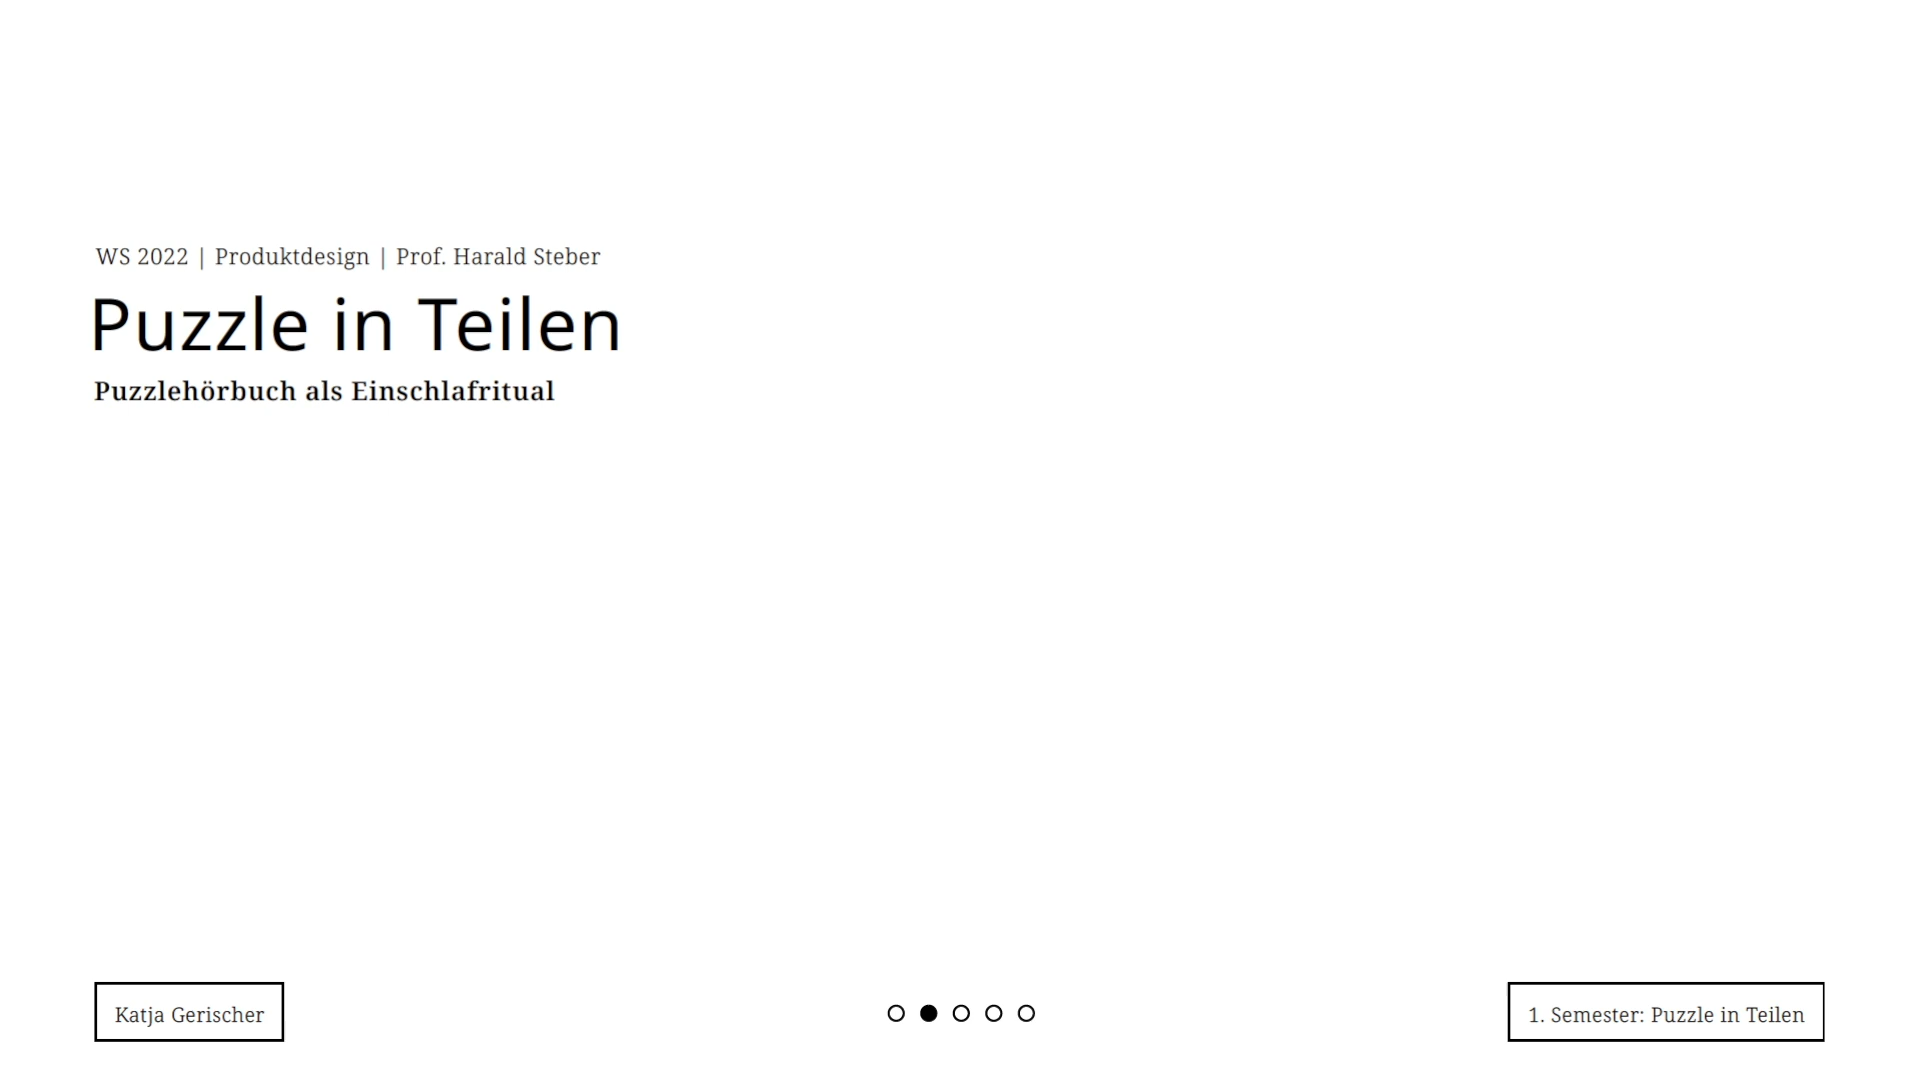 WS 2022 | Produktdesign | Prof. Harald Steber
Puzzle in Teilen
Puzzlehörbuch als Einschlafritual
Katja Gerischer
1. Semester: Puzzle in Teilen